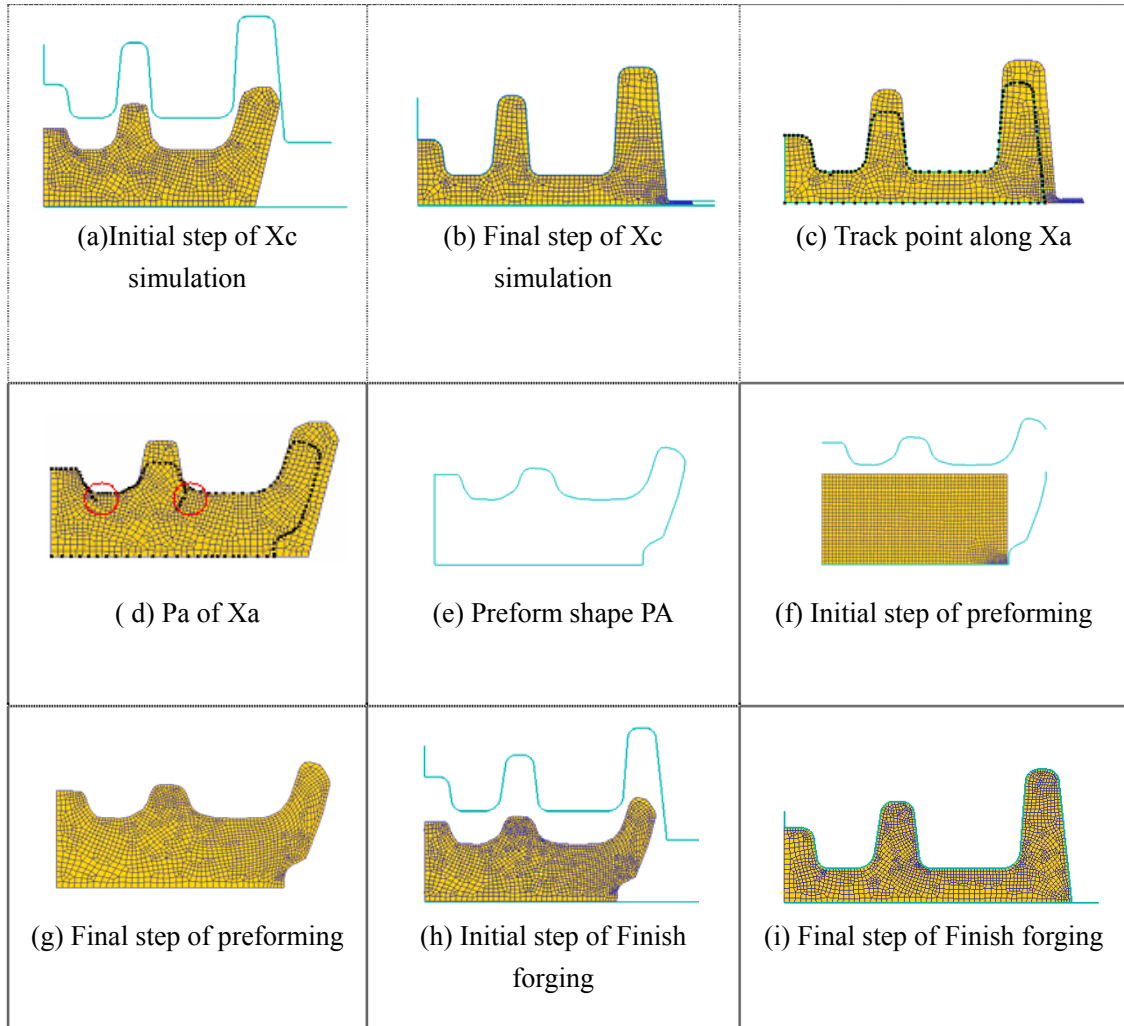 (a)Initial step of Xc
simulation
(b) Final step of Xc
simulation
(c) Track point along Xa
( d) Pa of Xa
(e) Preform shape PA
(f) Initial step of preforming
(g) Final step of preforming
(h) Initial step of Finish
forging
(i) Final step of Finish forging